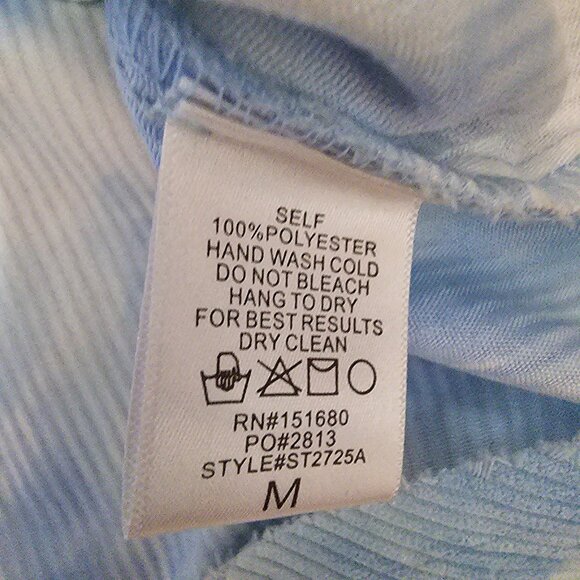 SELF
100%POLYESTER
HAND WASH COLD
DO NOT BLEACH
HANG TO DRY
FOR BEST RESULTS
DRY CLEAN
RN#151680
PO#2813
STYLE#ST2725A
M